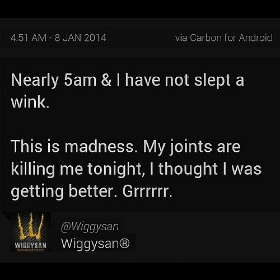 4:51 AM - 8 JAN 2014 via Carbon for Android
Nearly 5am & I have not slept a
wink.
This is madness. My joints are
killing me tonight, I thought I was
getting better. Grrrrrr.
@Wiggysan
WIGGYSAN
Wiggysan®